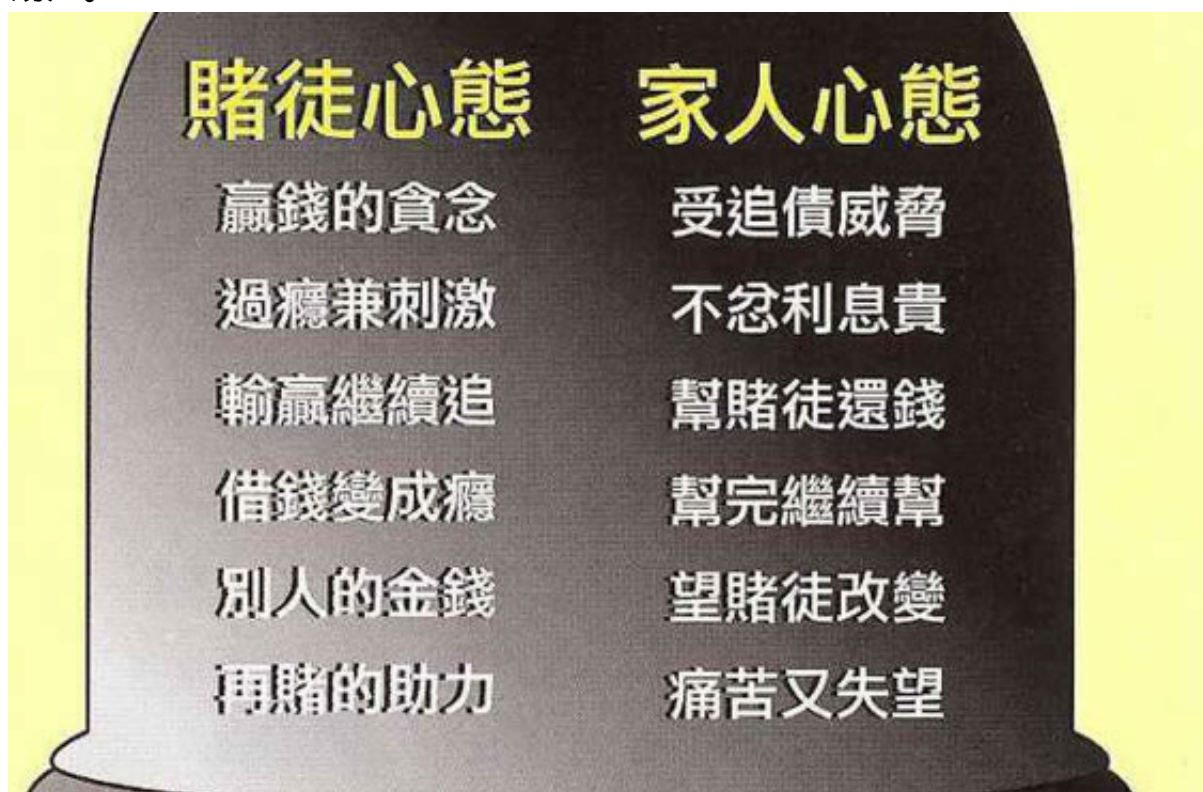 賭徒心態
贏錢的貪念
過癮兼刺激
輸贏繼續追
借錢變成癮
別人的金錢
再賭的助力
家人心態
受追債威脅
不忿利息貴
幫賭徒還錢
幫完繼續幫
望賭徒改變
痛苦又失望